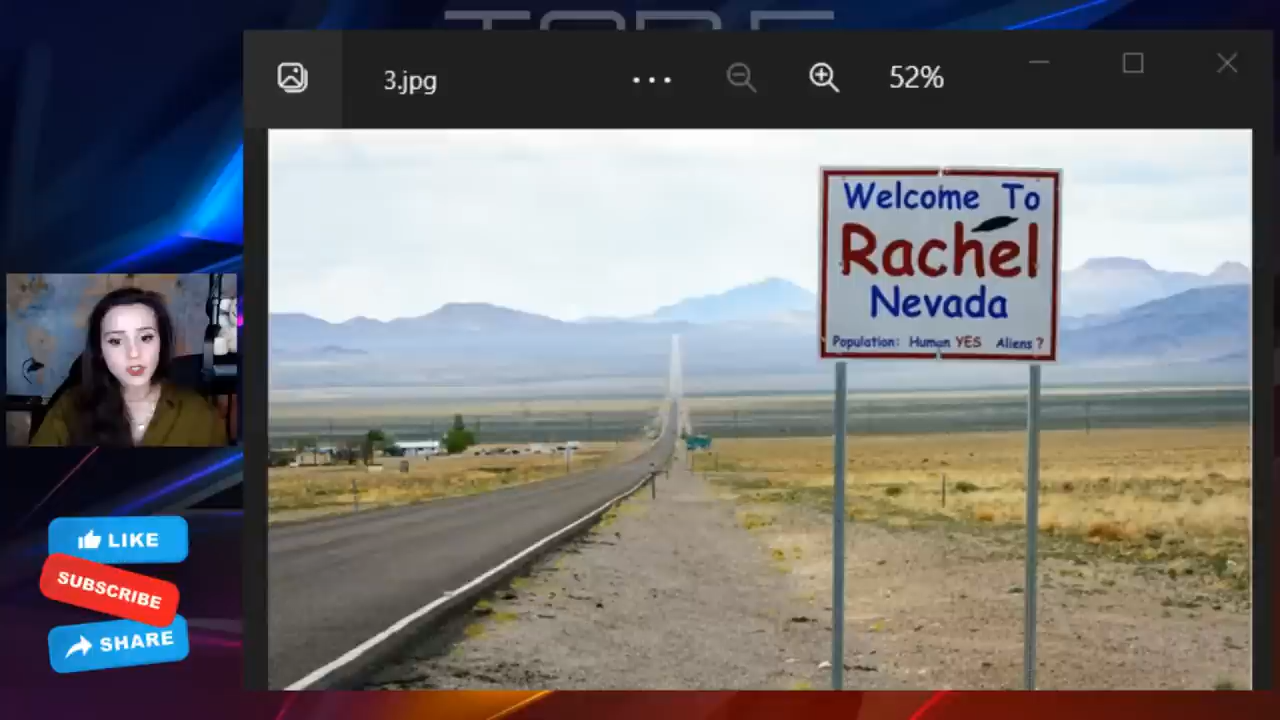 3.jpg
52%
Welcome To
Rachel
Nevada
Population: Human YES Aliens ?
LIKE
SUBSCRIBE
SHARE